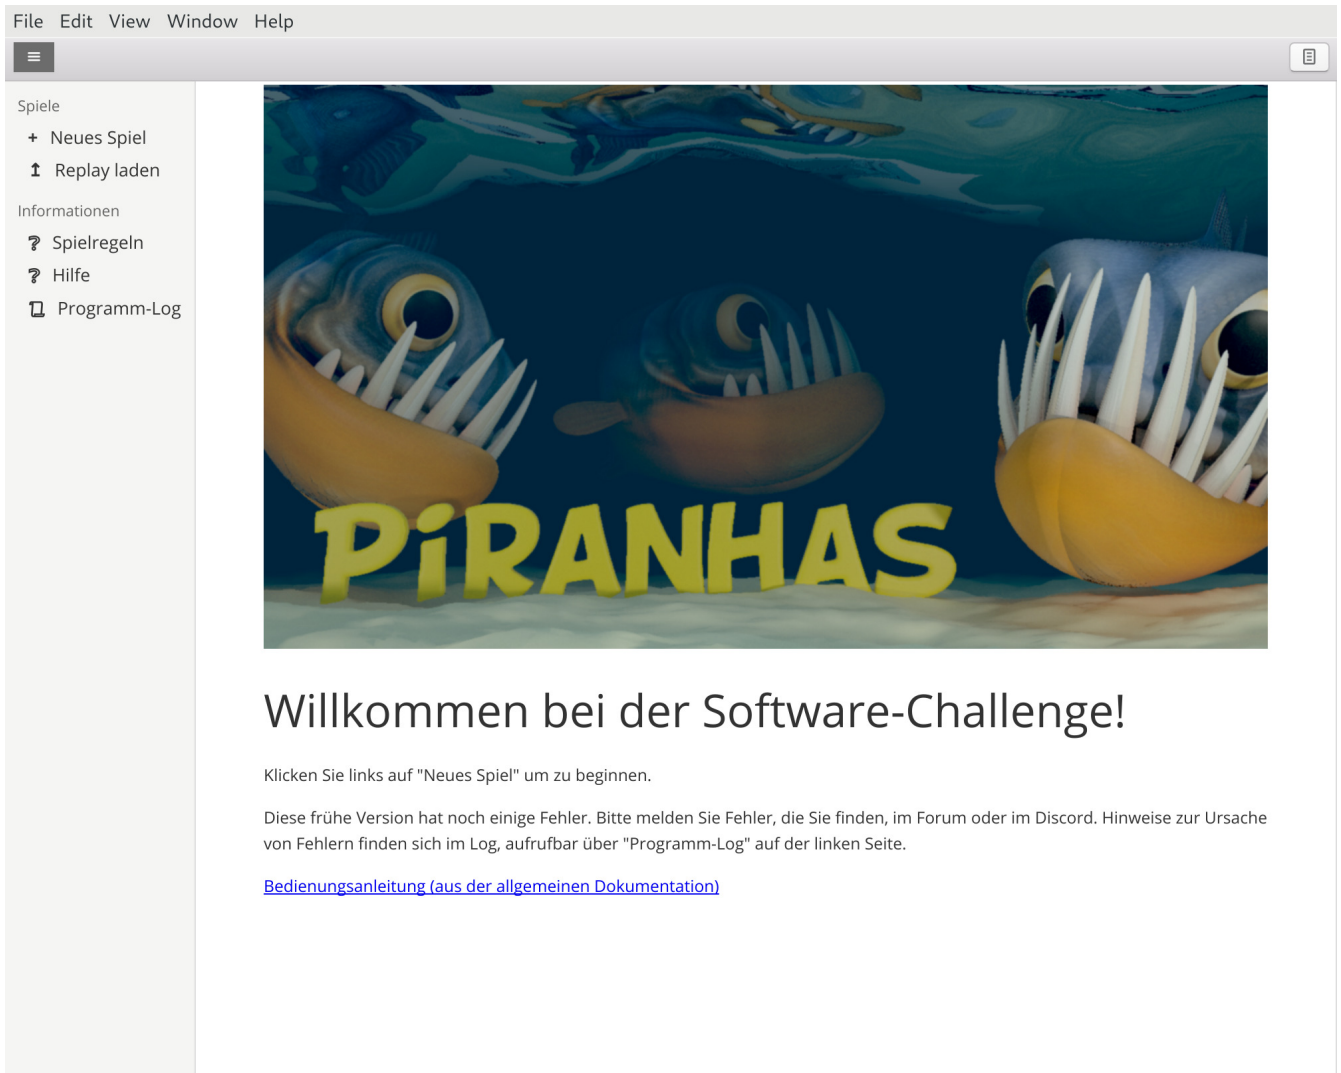 File Edit View Window Help
Spiele
+ Neues Spiel
Replay laden
Informationen
? Spielregeln
? Hilfe
Programm-Log
PiRANHAS
Willkommen bei der Software-Challenge!
Klicken Sie links auf "Neues Spiel" um zu beginnen.
Diese frühe Version hat noch einige Fehler. Bitte melden Sie Fehler, die Sie finden, im Forum oder im Discord. Hinweise zur Ursache
von Fehlern finden sich im Log, aufrufbar über "Programm-Log" auf der linken Seite.
Bedienungsanleitung (aus der allgemeinen Dokumentation)